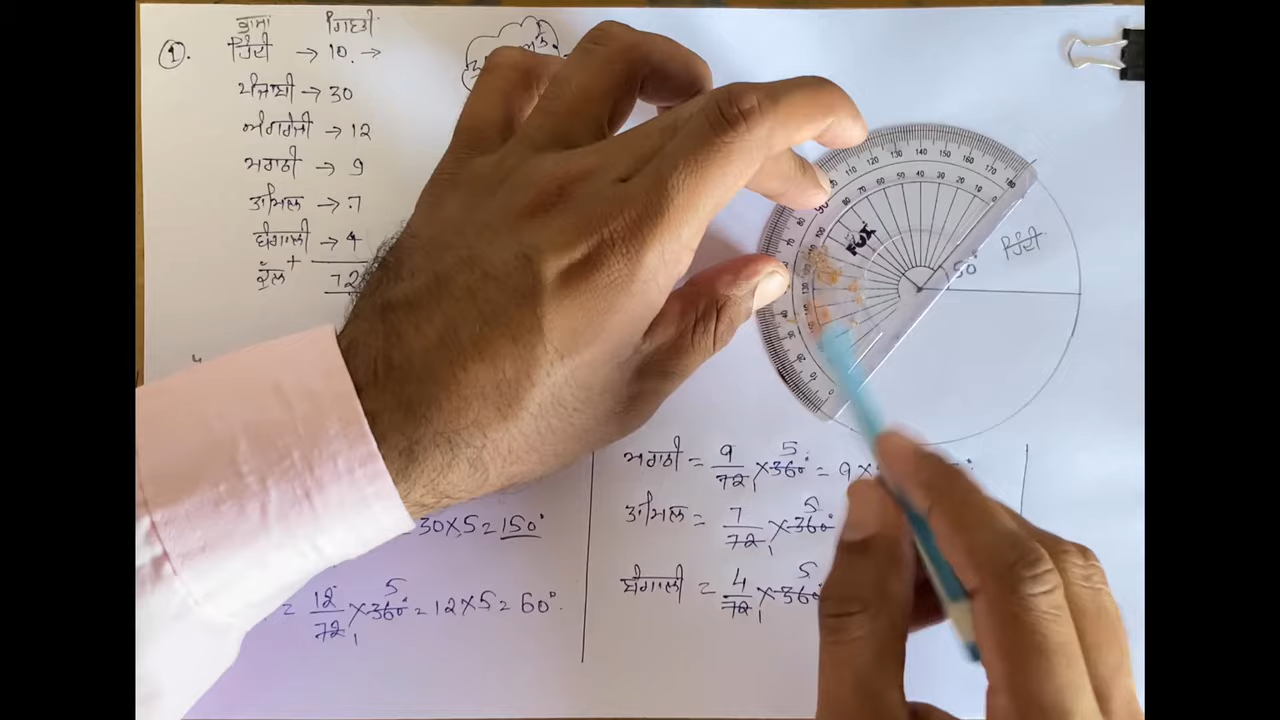 ਭਾਸ਼ਾ ਗਿਣਤੀ
①. ਹਿੰਦੀ → 10. →
ਪੰਜਾਬੀ → 30
ਅੰਗਰੇਜੀ → 12
ਮਰਾਠੀ → 9
ਤਾਮਿਲ → 7
ਬੰਗਾਲੀ → 4
ਕੁੱਲ + 72
ਹਿੰਦੀ
50°
ਮਰਾਠੀ = 9/72 × 360° = 9 ×
ਤਾਮਿਲ = 7/72 × 360°
ਬੰਗਾਲੀ = 4/72 × 360°
= 30 × 5 = 150°
= 12/72 × 360° = 12 × 5 = 60°.